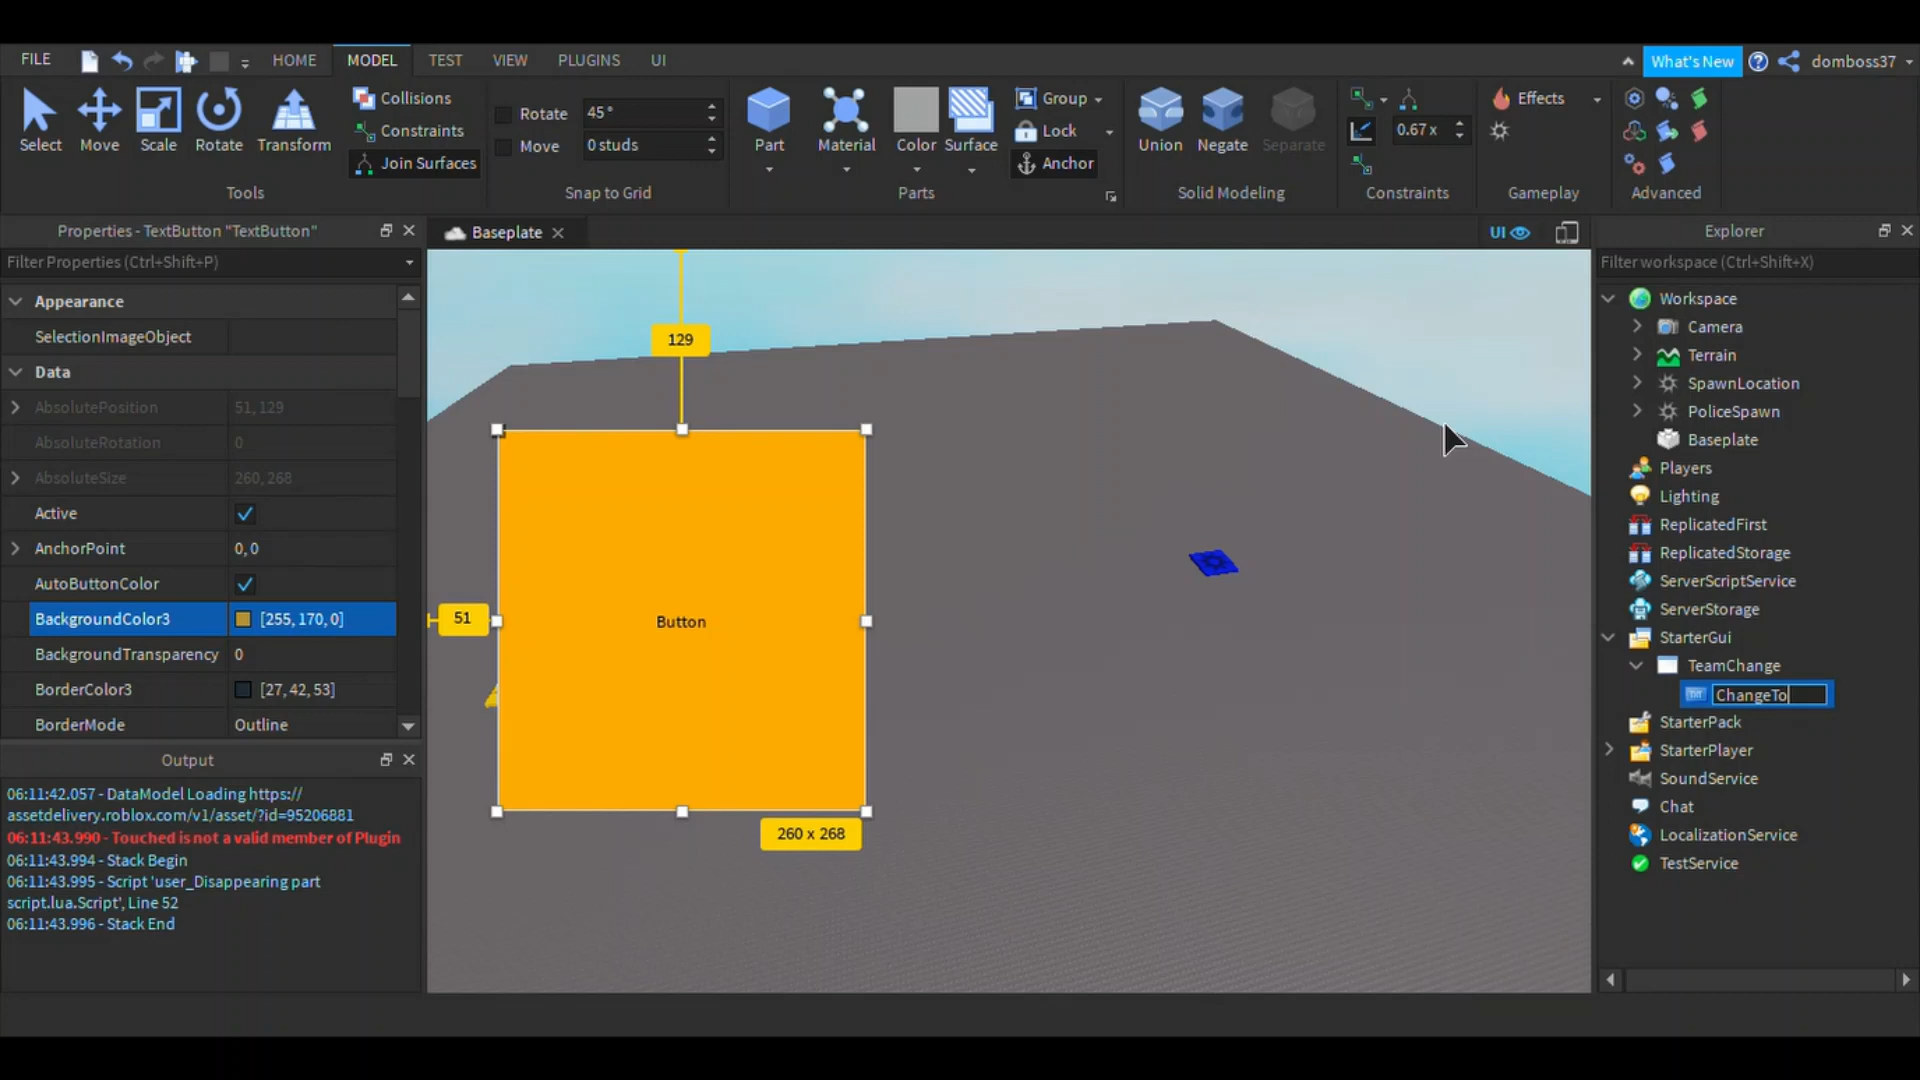 FILE HOME MODEL TEST VIEW PLUGINS UI What's New domboss37
Select Move Scale Rotate Transform
Collisions
Constraints
Join Surfaces
Tools
Rotate 45°
Move 0 studs
Snap to Grid
Part Material Color Surface
Group
Lock
Anchor
Parts
Union Negate Separate
Solid Modeling
0.67 x
Constraints
Effects
Gameplay
Advanced
Properties - TextButton "TextButton"
Filter Properties (Ctrl+Shift+P)
Appearance
SelectionImageObject
Data
AbsolutePosition 51, 129
AbsoluteRotation 0
AbsoluteSize 260, 268
Active
AnchorPoint 0, 0
AutoButtonColor
BackgroundColor3 [255, 170, 0]
BackgroundTransparency 0
BorderColor3 [27, 42, 53]
BorderMode Outline
Output
06:11:42.057 - DataModel Loading https://
assetdelivery.roblox.com/v1/asset/?id=95206881
06:11:43.990 - Touched is not a valid member of Plugin
06:11:43.994 - Stack Begin
06:11:43.995 - Script 'user_Disappearing part
script.lua.Script', Line 52
06:11:43.996 - Stack End
Baseplate
UI
129
51
Button
260 x 268
Explorer
Filter workspace (Ctrl+Shift+X)
Workspace
Camera
Terrain
SpawnLocation
PoliceSpawn
Baseplate
Players
Lighting
ReplicatedFirst
ReplicatedStorage
ServerScriptService
ServerStorage
StarterGui
TeamChange
ChangeTo
StarterPack
StarterPlayer
SoundService
Chat
LocalizationService
TestService